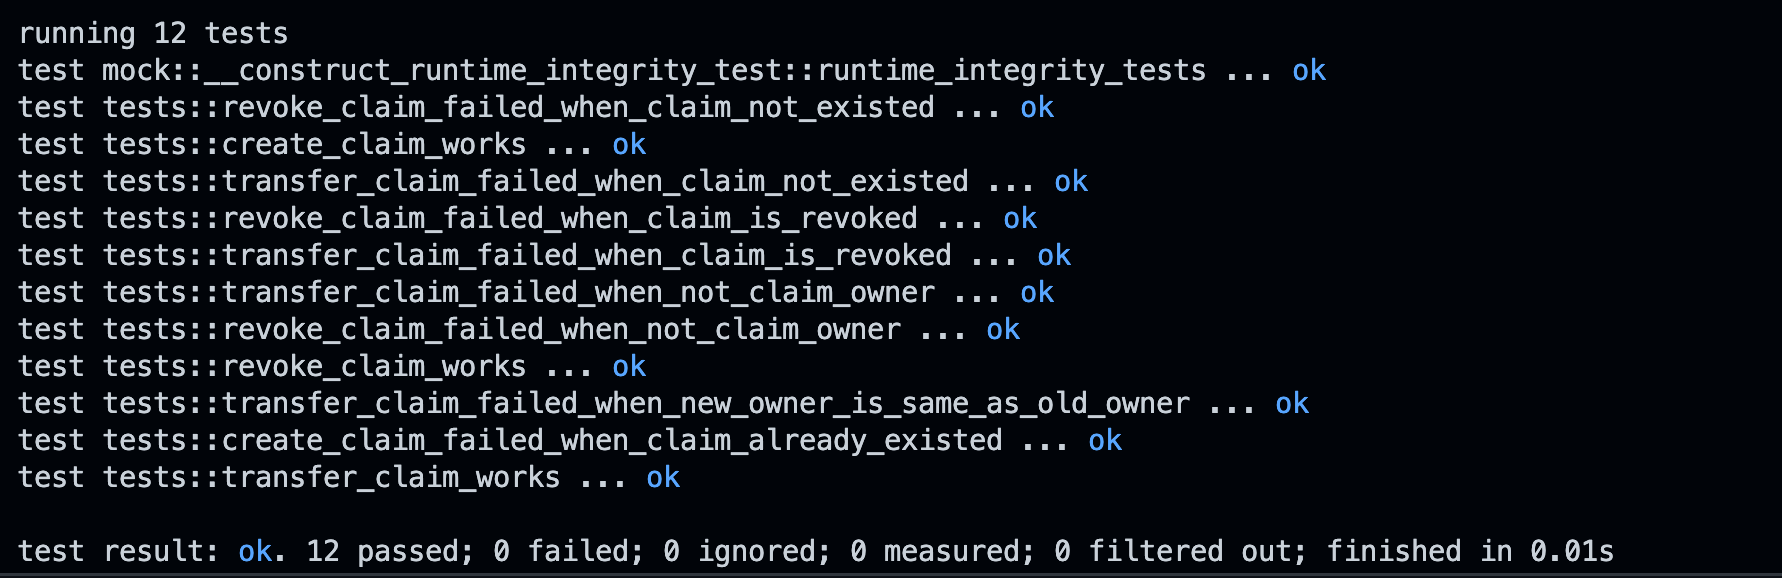 running 12 tests
test mock::__construct_runtime_integrity_test::runtime_integrity_tests ... ok
test tests::revoke_claim_failed_when_claim_not_existed ... ok
test tests::create_claim_works ... ok
test tests::transfer_claim_failed_when_claim_not_existed ... ok
test tests::revoke_claim_failed_when_claim_is_revoked ... ok
test tests::transfer_claim_failed_when_claim_is_revoked ... ok
test tests::transfer_claim_failed_when_not_claim_owner ... ok
test tests::revoke_claim_failed_when_not_claim_owner ... ok
test tests::revoke_claim_works ... ok
test tests::transfer_claim_failed_when_new_owner_is_same_as_old_owner ... ok
test tests::create_claim_failed_when_claim_already_existed ... ok
test tests::transfer_claim_works ... ok
test result: ok. 12 passed; 0 failed; 0 ignored; 0 measured; 0 filtered out; finished in 0.01s